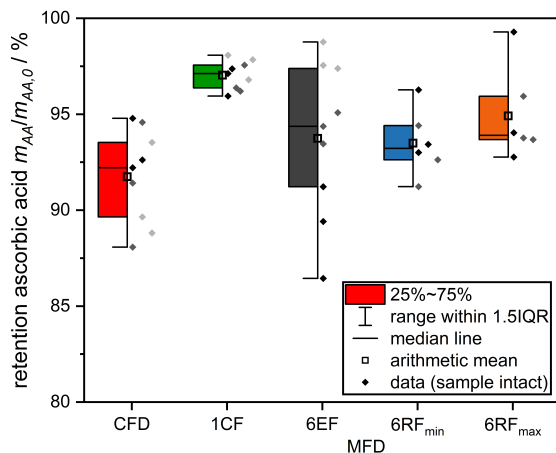 retention ascorbic acid m_AA/m_AA,0 / %
100
95
90
85
80
25%~75%
range within 1.5IQR
median line
arithmetic mean
data (sample intact)
CFD 1CF 6EF 6RF_min 6RF_max
MFD